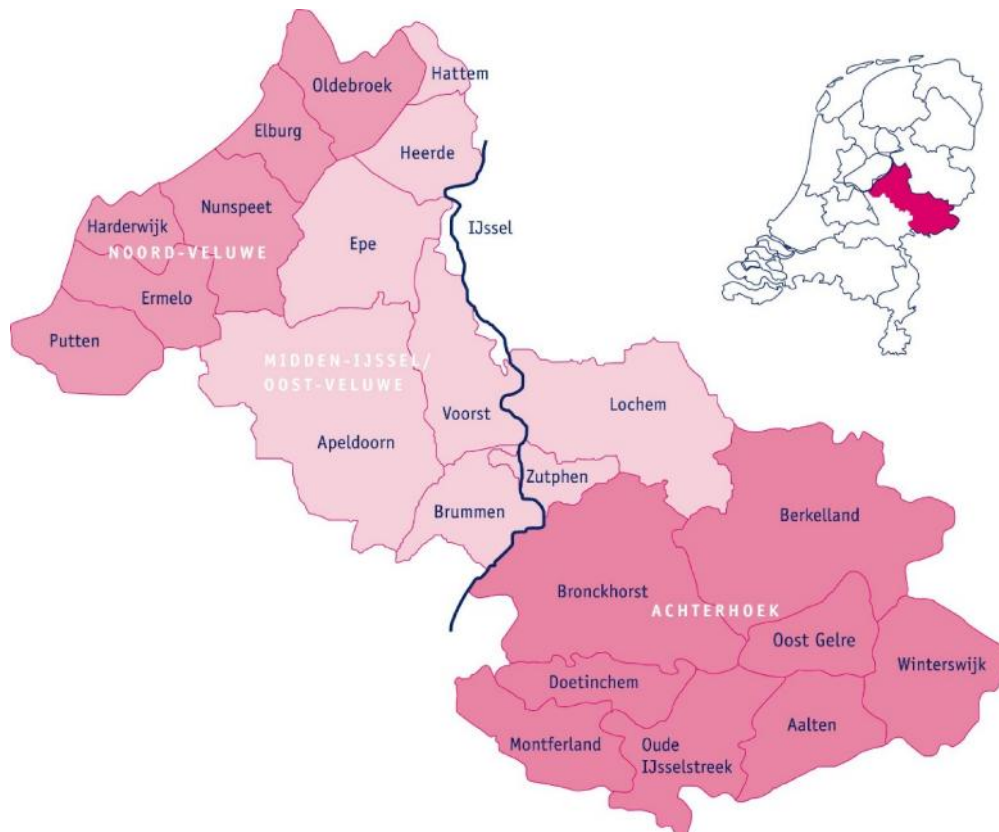 Hattem
Oldebroek
Elburg
Heerde
Nunspeet
Harderwijk
IJssel
Epe
NOORD-VELUWE
Ermelo
Putten
MIDDEN-IJSSEL/
OOST-VELUWE
Voorst
Lochem
Apeldoorn
Zutphen
Brummen
Berkelland
Bronckhorst
ACHTERHOEK
Oost Gelre
Winterswijk
Doetinchem
Aalten
Montferland
Oude
IJsselstreek